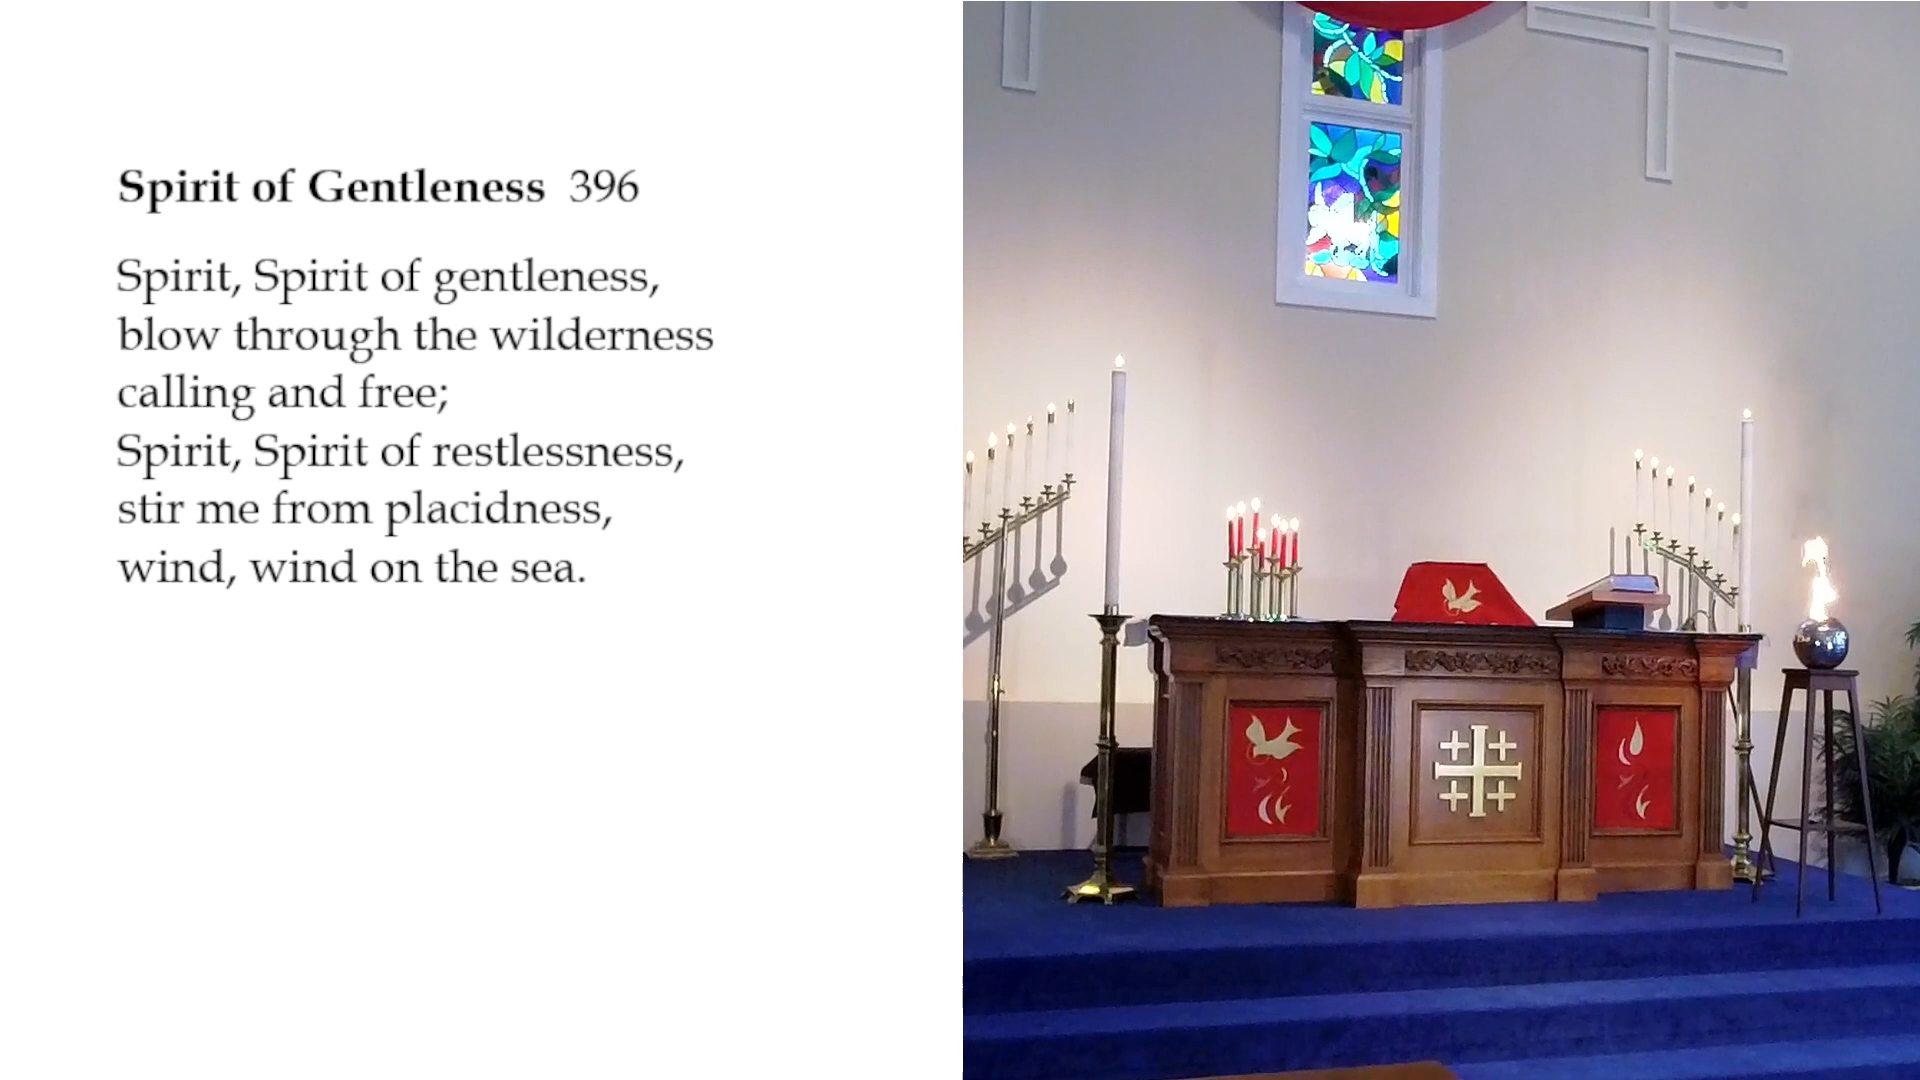 Spirit of Gentleness 396
Spirit, Spirit of gentleness,
blow through the wilderness
calling and free;
Spirit, Spirit of restlessness,
stir me from placidness,
wind, wind on the sea.